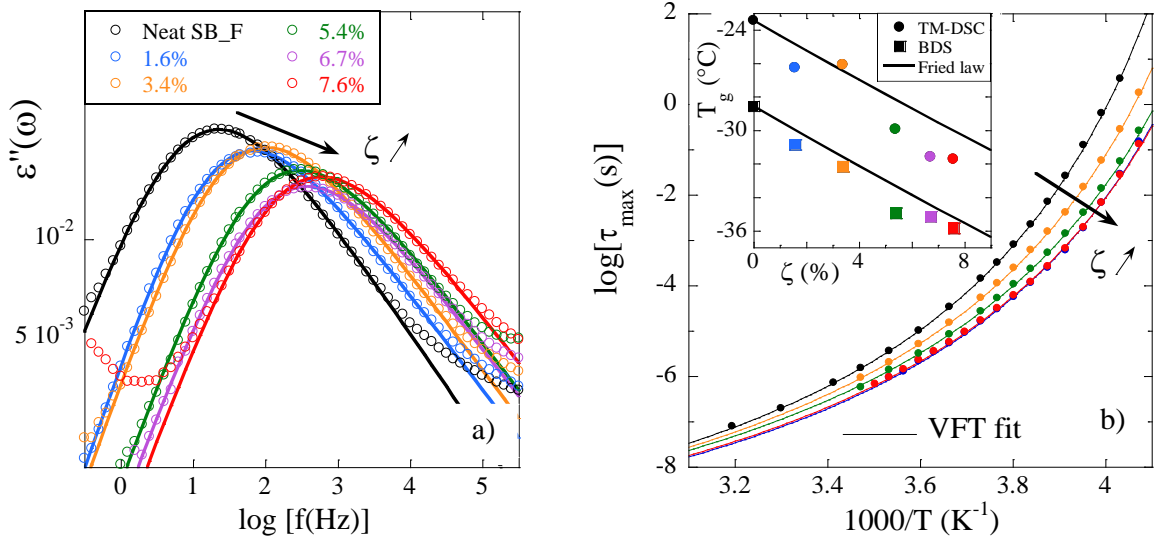 Neat SB_F
1.6%
3.4%
5.4%
6.7%
7.6%
ε''(ω)
10⁻²
5 10⁻³
ζ
a)
0 1 2 3 4 5
log [f(Hz)]
log[τmax(s)]
2
0
-2
-4
-6
-8
T_g (°C)
-24
-30
-36
TM-DSC
BDS
Fried law
0 4 8
ζ (%)
ζ
VFT fit
b)
3.2 3.4 3.6 3.8 4
1000/T (K⁻¹)